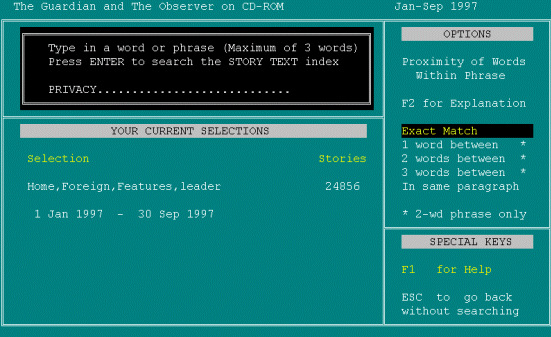 The Guardian and The Observer on CD-ROM
Jan-Sep 1997
Type in a word or phrase (Maximum of 3 words)
Press ENTER to search the STORY TEXT index
PRIVACY............................
YOUR CURRENT SELECTIONS
Selection Stories
Home,Foreign,Features,leader 24856
1 Jan 1997 - 30 Sep 1997
OPTIONS
Proximity of Words
Within Phrase
F2 for Explanation
Exact Match
1 word between *
2 words between *
3 words between *
In same paragraph
* 2-wd phrase only
SPECIAL KEYS
F1 for Help
ESC to go back
without searching